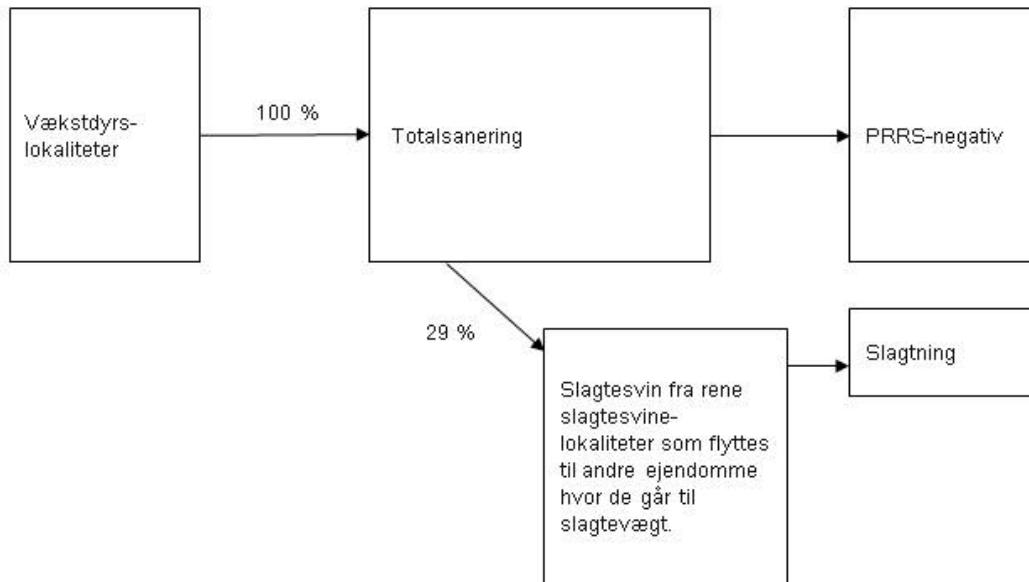 Vækstdyrs-
lokaliteter
100 %
Totalsanering
PRRS-negativ
29 %
Slagtesvin fra rene
slagtesvine-
lokaliteter som flyttes
til andre ejendomme
hvor de går til
slagtevægt.
Slagtning